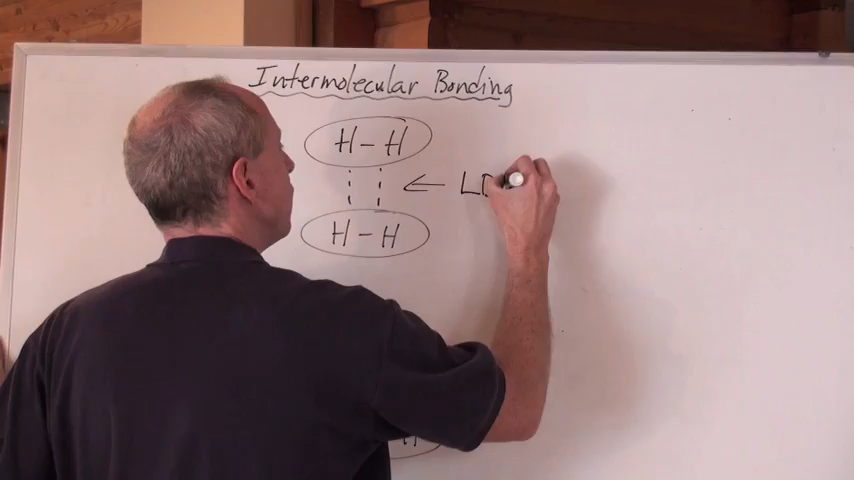 Intermolecular Bonding
H – H
← L
H – H
H